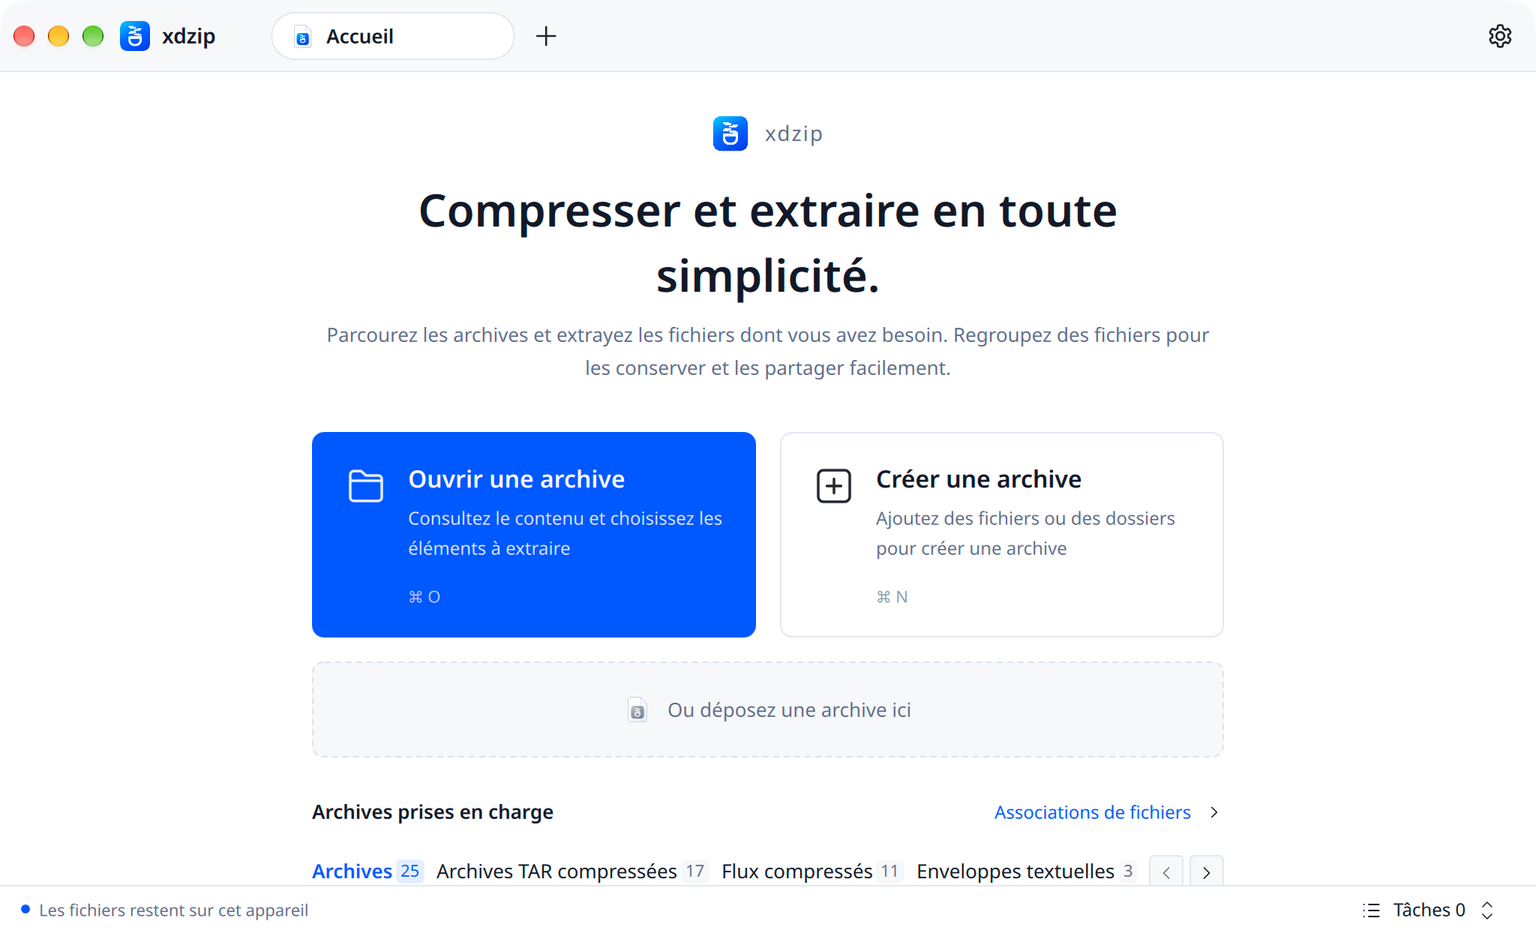 xdzip
Accueil
xdzip
Compresser et extraire en toute
simplicité.
Parcourez les archives et extrayez les fichiers dont vous avez besoin. Regroupez des fichiers pour
les conserver et les partager facilement.
Ouvrir une archive
Consultez le contenu et choisissez les
éléments à extraire
⌘ O
Créer une archive
Ajoutez des fichiers ou des dossiers
pour créer une archive
⌘ N
Ou déposez une archive ici
Archives prises en charge
Associations de fichiers
Archives 25 Archives TAR compressées 17 Flux compressés 11 Enveloppes textuelles 3
Les fichiers restent sur cet appareil
Tâches 0